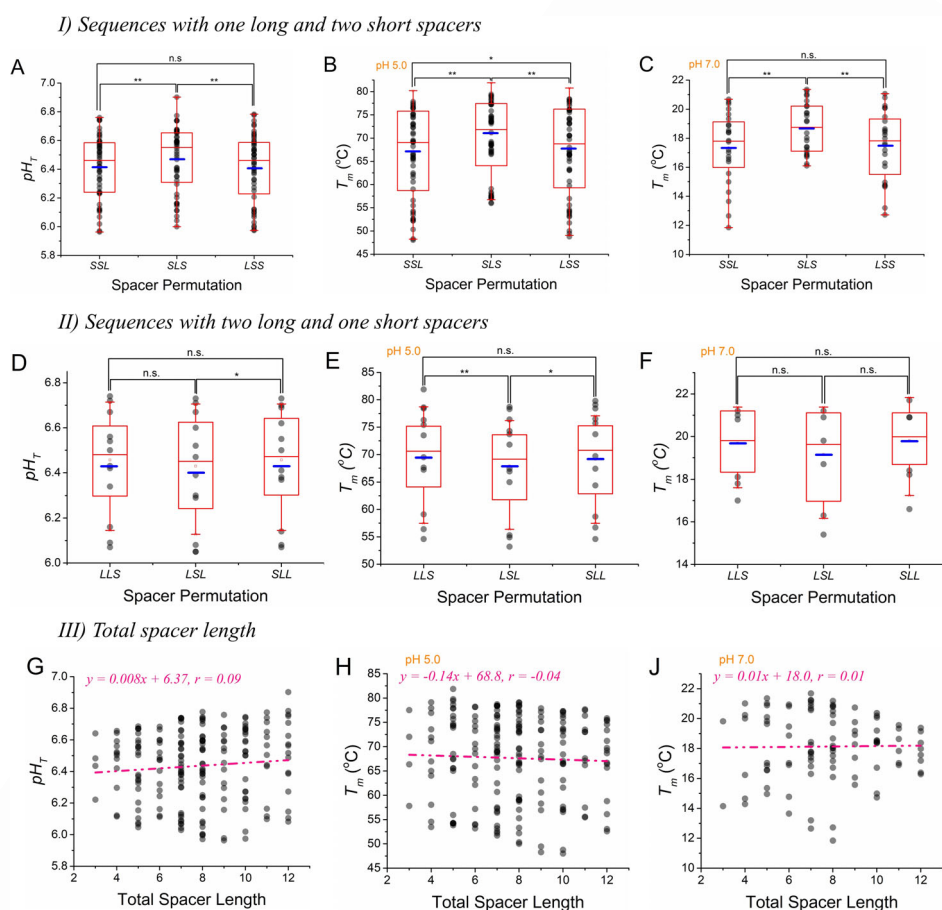 I) Sequences with one long and two short spacers
A
n.s
**
**
7.0
6.8
6.6
6.4
6.2
6.0
5.8
pH_T
SSL
SLS
LSS
Spacer Permutation
B
pH 5.0
*
**
**
85
80
75
70
65
60
55
50
45
T_m (°C)
SSL
SLS
LSS
Spacer Permutation
C
pH 7.0
n.s.
**
**
22
20
18
16
14
12
10
T_m (°C)
SSL
SLS
LSS
Spacer Permutation
II) Sequences with two long and one short spacers
D
n.s.
n.s.
*
6.8
6.6
6.4
6.2
6.0
pH_T
LLS
LSL
SLL
Spacer Permutation
E
pH 5.0
n.s.
**
*
85
80
75
70
65
60
55
50
T_m (°C)
LLS
LSL
SLL
Spacer Permutation
F
pH 7.0
n.s.
n.s.
n.s.
22
20
18
16
14
T_m (°C)
LLS
LSL
SLL
Spacer Permutation
III) Total spacer length
G
y = 0.008x + 6.37, r = 0.09
7.0
6.8
6.6
6.4
6.2
6.0
5.8
pH_T
2 4 6 8 10 12
Total Spacer Length
H
pH 5.0
y = -0.14x + 68.8, r = -0.04
85
80
75
70
65
60
55
50
45
T_m (°C)
2 4 6 8 10 12
Total Spacer Length
J
pH 7.0
y = 0.01x + 18.0, r = 0.01
22
20
18
16
14
12
10
T_m (°C)
2 4 6 8 10 12
Total Spacer Length